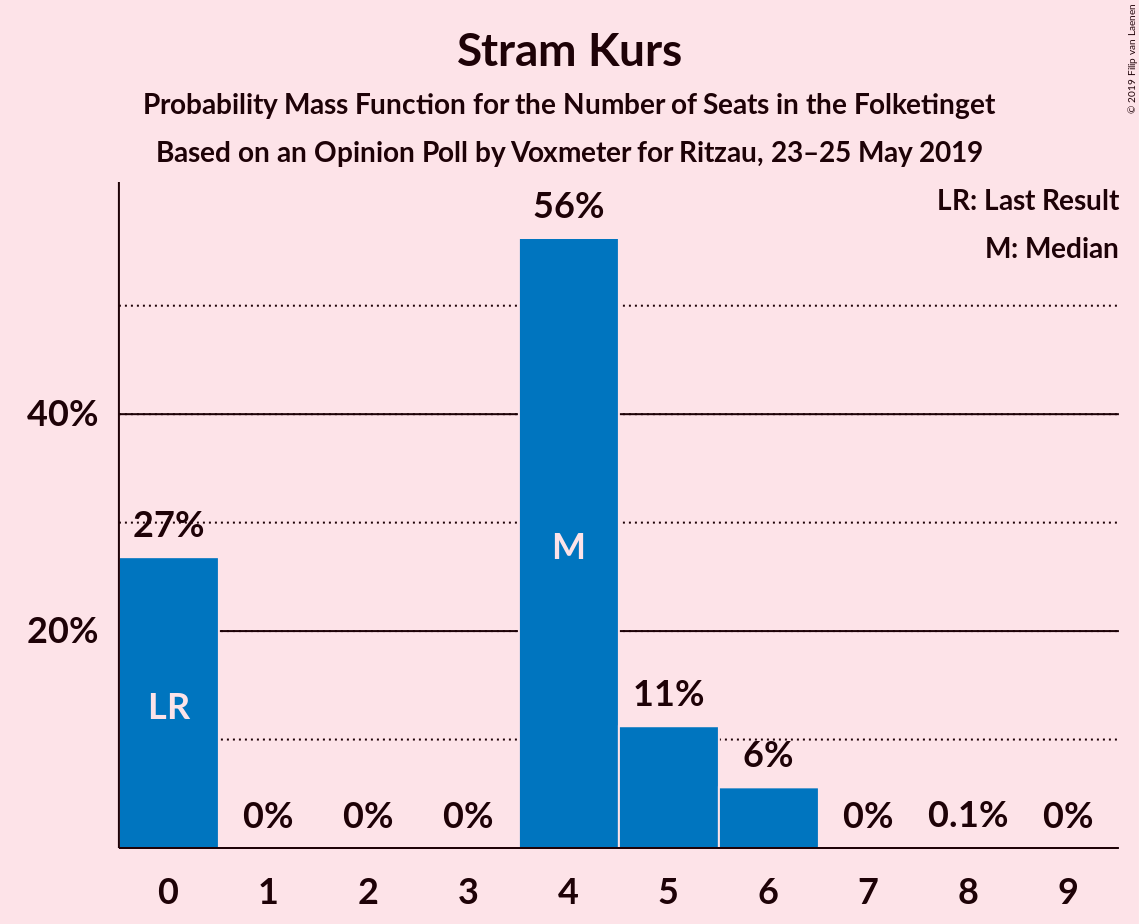 Stram Kurs
Probability Mass Function for the Number of Seats in the Folketinget
Based on an Opinion Poll by Voxmeter for Ritzau, 23–25 May 2019
© 2019 Filip van Laenen
LR: Last Result
M: Median
56%
40%
27%
M
20%
11%
LR
6%
0%
0%
0%
0%
0.1%
0%
0 1 2 3 4 5 6 7 8 9